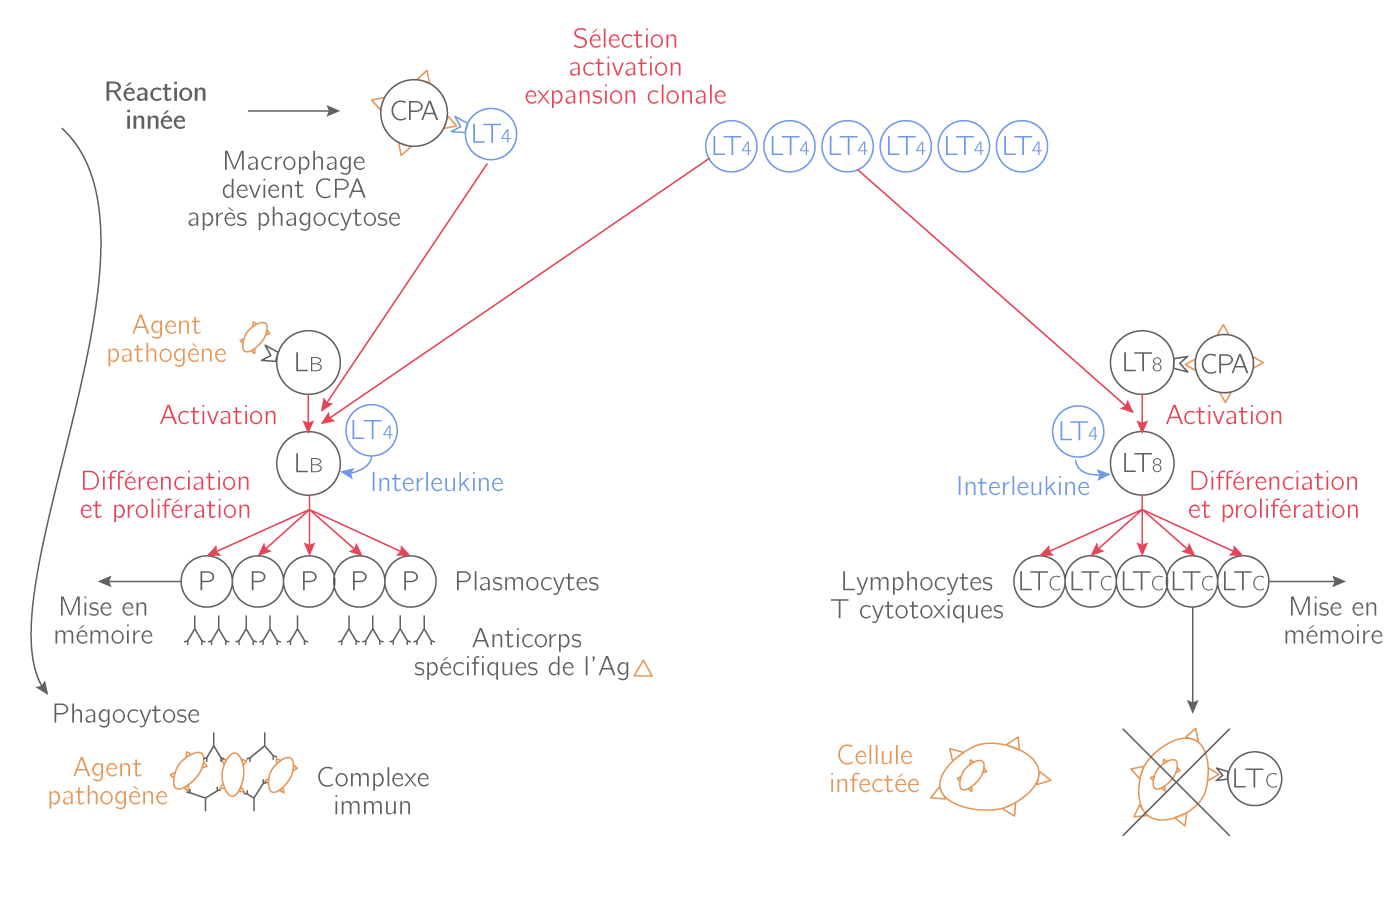 Sélection
activation
expansion clonale
Réaction
innée
CPA
LT4
Macrophage
devient CPA
après phagocytose
LT4 LT4 LT4 LT4 LT4 LT4
Agent
pathogène
LB
Activation
LT4
LB
Interleukine
Différenciation
et prolifération
P P P P P
Plasmocytes
Mise en
mémoire
Anticorps
spécifiques de l'Ag
LT8
CPA
Activation
LT4
LT8
Interleukine
Différenciation
et prolifération
Lymphocytes
T cytotoxiques
LTC LTC LTC LTC LTC
Mise en
mémoire
Phagocytose
Agent
pathogène
Complexe
immun
Cellule
infectée
LTC